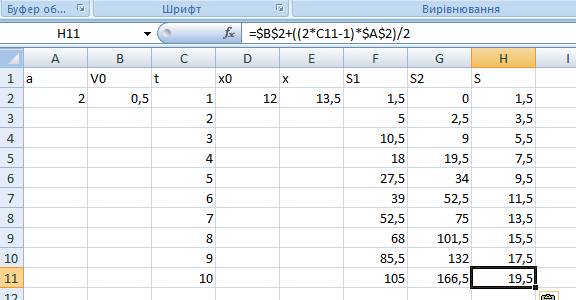 Буфер об... Шрифт Вирівнювання
H11 fx =$B$2+((2*C11-1)*$A$2)/2
A B C D E F G H I
1 a V0 t x0 x S1 S2 S
2 2 0,5 1 12 13,5 1,5 0 1,5
3 2 5 2,5 3,5
4 3 10,5 9 5,5
5 4 18 19,5 7,5
6 5 27,5 34 9,5
7 6 39 52,5 11,5
8 7 52,5 75 13,5
9 8 68 101,5 15,5
10 9 85,5 132 17,5
11 10 105 166,5 19,5
12